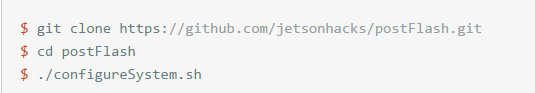 $ git clone https://github.com/jetsonhacks/postFlash.git
$ cd postFlash
$ ./configureSystem.sh